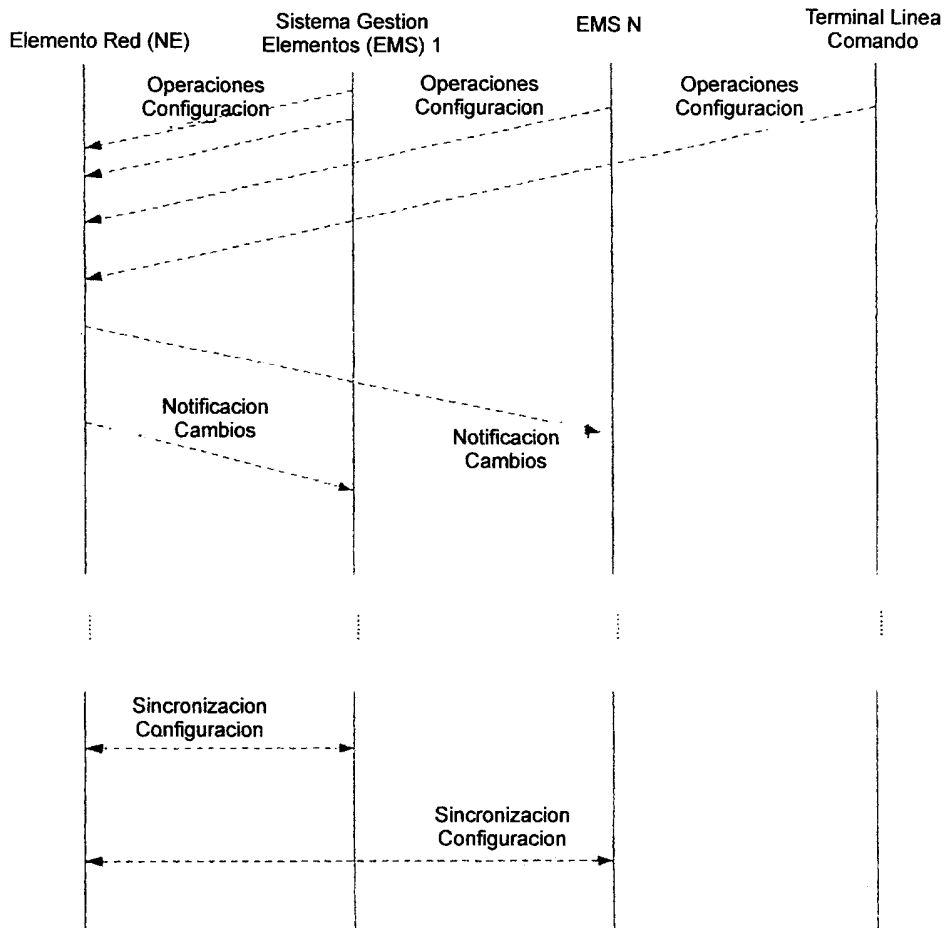 Elemento Red (NE)
Sistema Gestion
Elementos (EMS) 1
EMS N
Terminal Linea
Comando
Operaciones
Configuracion
Operaciones
Configuracion
Operaciones
Configuracion
Notificacion
Cambios
Notificacion
Cambios
Sincronizacion
Configuracion
Sincronizacion
Configuracion